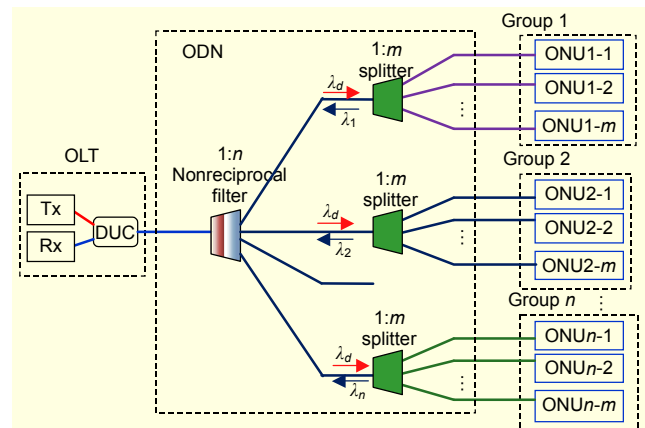 Group 1
ODN
1:m
splitter
ONU1-1
ONU1-2
ONU1-m
λd
λ1
⋮
⋮
OLT
Tx
Rx
DUC
1:n
Nonreciprocal
filter
Group 2
1:m
splitter
ONU2-1
ONU2-2
ONU2-m
λd
λ2
⋮
⋮
Group n
⋮
1:m
splitter
ONUn-1
ONUn-2
ONUn-m
λd
λn
⋮
⋮